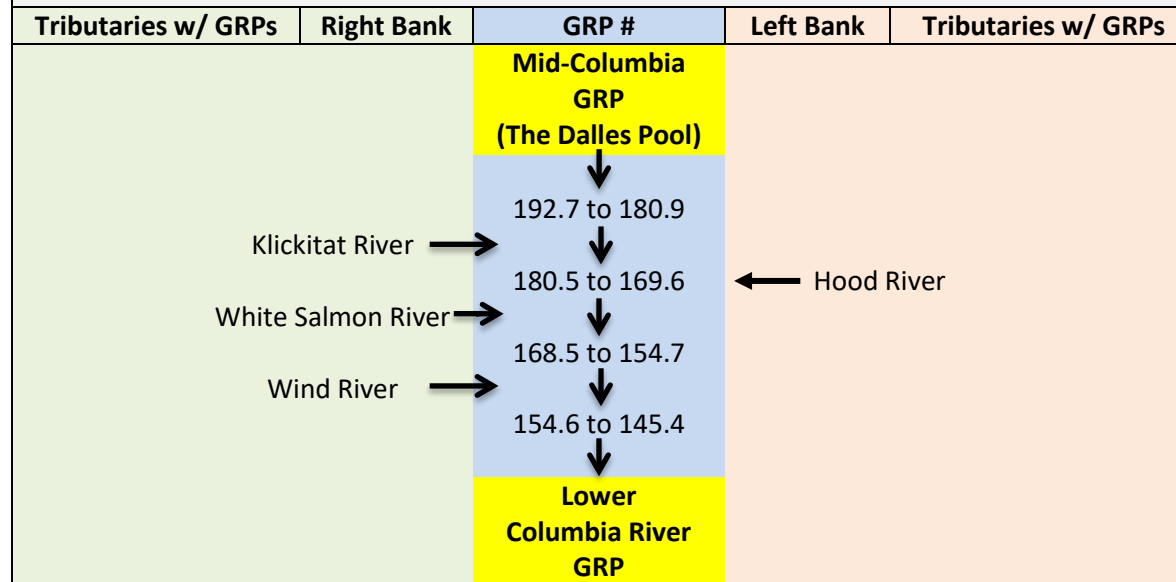 Tributaries w/ GRPs Right Bank GRP # Left Bank Tributaries w/ GRPs
Mid-Columbia
GRP
(The Dalles Pool)
192.7 to 180.9
Klickitat River
180.5 to 169.6 Hood River
White Salmon River
168.5 to 154.7
Wind River
154.6 to 145.4
Lower
Columbia River
GRP